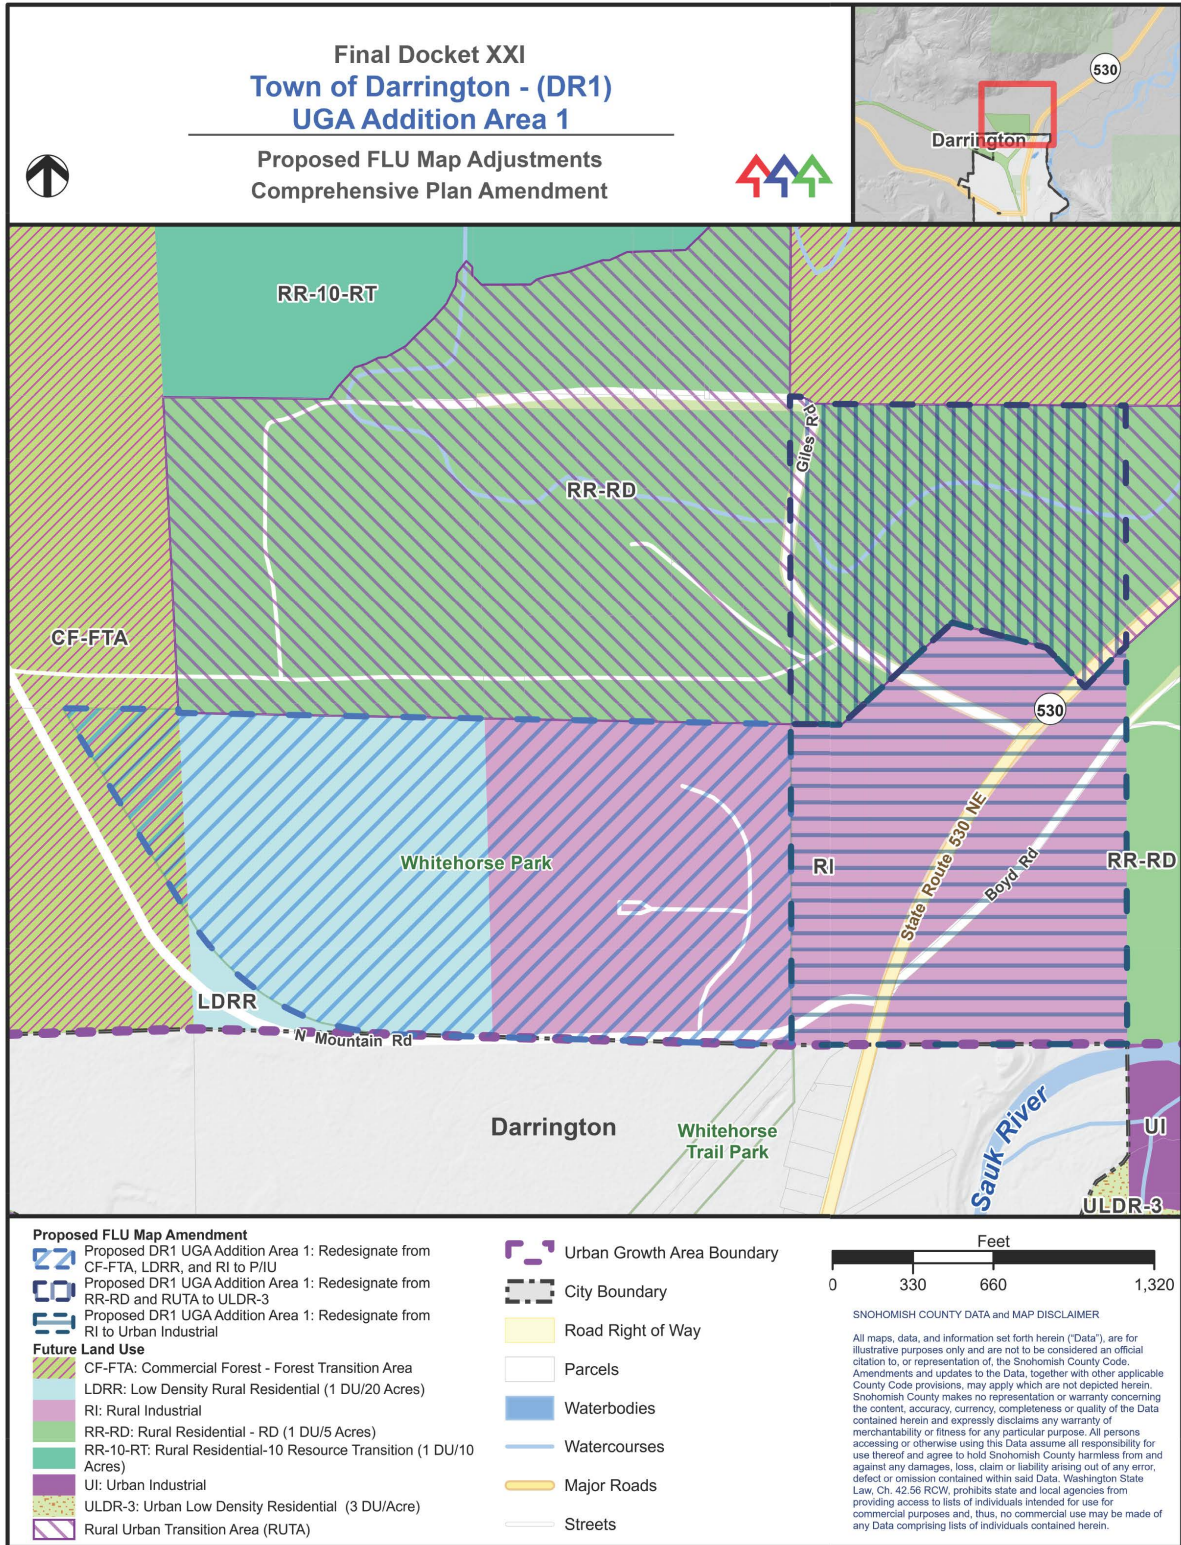 Final Docket XXI
Town of Darrington - (DR1)
UGA Addition Area 1
Proposed FLU Map Adjustments
Comprehensive Plan Amendment
530
Darrington
RR-10-RT
Giles Rd
RR-RD
CF-FTA
530
State Route 530 NE
Boyd Rd
Whitehorse Park
RI
RR-RD
LDRR
N Mountain Rd
Darrington
Whitehorse
Trail Park
Sauk River
UI
ULDR-3
Proposed FLU Map Amendment
Proposed DR1 UGA Addition Area 1: Redesignate from
CF-FTA, LDRR, and RI to P/IU
Proposed DR1 UGA Addition Area 1: Redesignate from
RR-RD and RUTA to ULDR-3
Proposed DR1 UGA Addition Area 1: Redesignate from
RI to Urban Industrial
Future Land Use
CF-FTA: Commercial Forest - Forest Transition Area
LDRR: Low Density Rural Residential (1 DU/20 Acres)
RI: Rural Industrial
RR-RD: Rural Residential - RD (1 DU/5 Acres)
RR-10-RT: Rural Residential-10 Resource Transition (1 DU/10
Acres)
UI: Urban Industrial
ULDR-3: Urban Low Density Residential (3 DU/Acre)
Rural Urban Transition Area (RUTA)
Urban Growth Area Boundary
City Boundary
Road Right of Way
Parcels
Waterbodies
Watercourses
Major Roads
Streets
Feet
0 330 660 1,320
SNOHOMISH COUNTY DATA and MAP DISCLAIMER
All maps, data, and information set forth herein ("Data"), are for
illustrative purposes only and are not to be considered an official
citation to, or representation of, the Snohomish County Code.
Amendments and updates to the Data, together with other applicable
County Code provisions, may apply which are not depicted herein.
Snohomish County makes no representation or warranty concerning
the content, accuracy, currency, completeness or quality of the Data
contained herein and expressly disclaims any warranty of
merchantability or fitness for any particular purpose. All persons
accessing or otherwise using this Data assume all responsibility for
use thereof and agree to hold Snohomish County harmless from and
against any damages, loss, claim or liability arising out of any error,
defect or omission contained within said Data. Washington State
Law, Ch. 42.56 RCW, prohibits state and local agencies from
providing access to lists of individuals intended for use for
commercial purposes and, thus, no commercial use may be made of
any Data comprising lists of individuals contained herein.